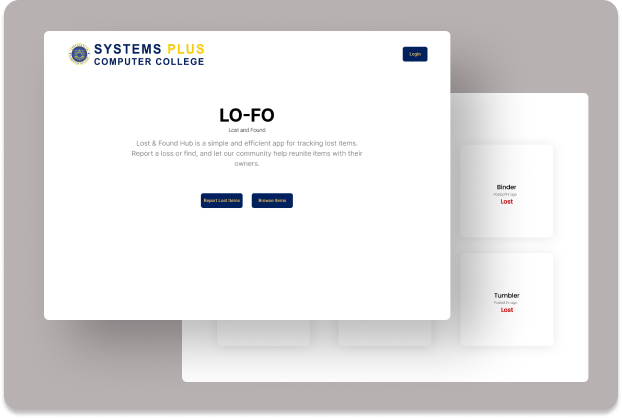 SYSTEMS PLUS
COMPUTER COLLEGE
Login
LO-FO
Lost and Found
Lost & Found Hub is a simple and efficient app for tracking lost items.
Report a loss or find, and let our community help reunite items with their
owners.
Report Lost Items
Browse Items
Binder
Lost
Tumbler
Lost